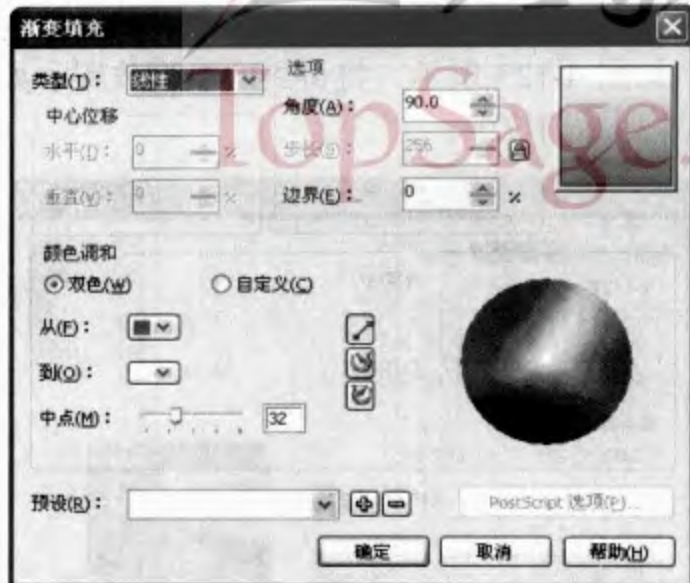 渐变填充
类型(T)： 线性
选项
中心位移
角度(A)： 90.0
水平(I)： 0 %
步长(S)： 256
垂直(V)： 0 %
边界(E)： 0 %
颜色调和
双色(W) 自定义(C)
从(F)：
到(O)：
中点(M)： 32
预设(R)：
PostScript 选项(P)...
确定 取消 帮助(H)
TopSage.